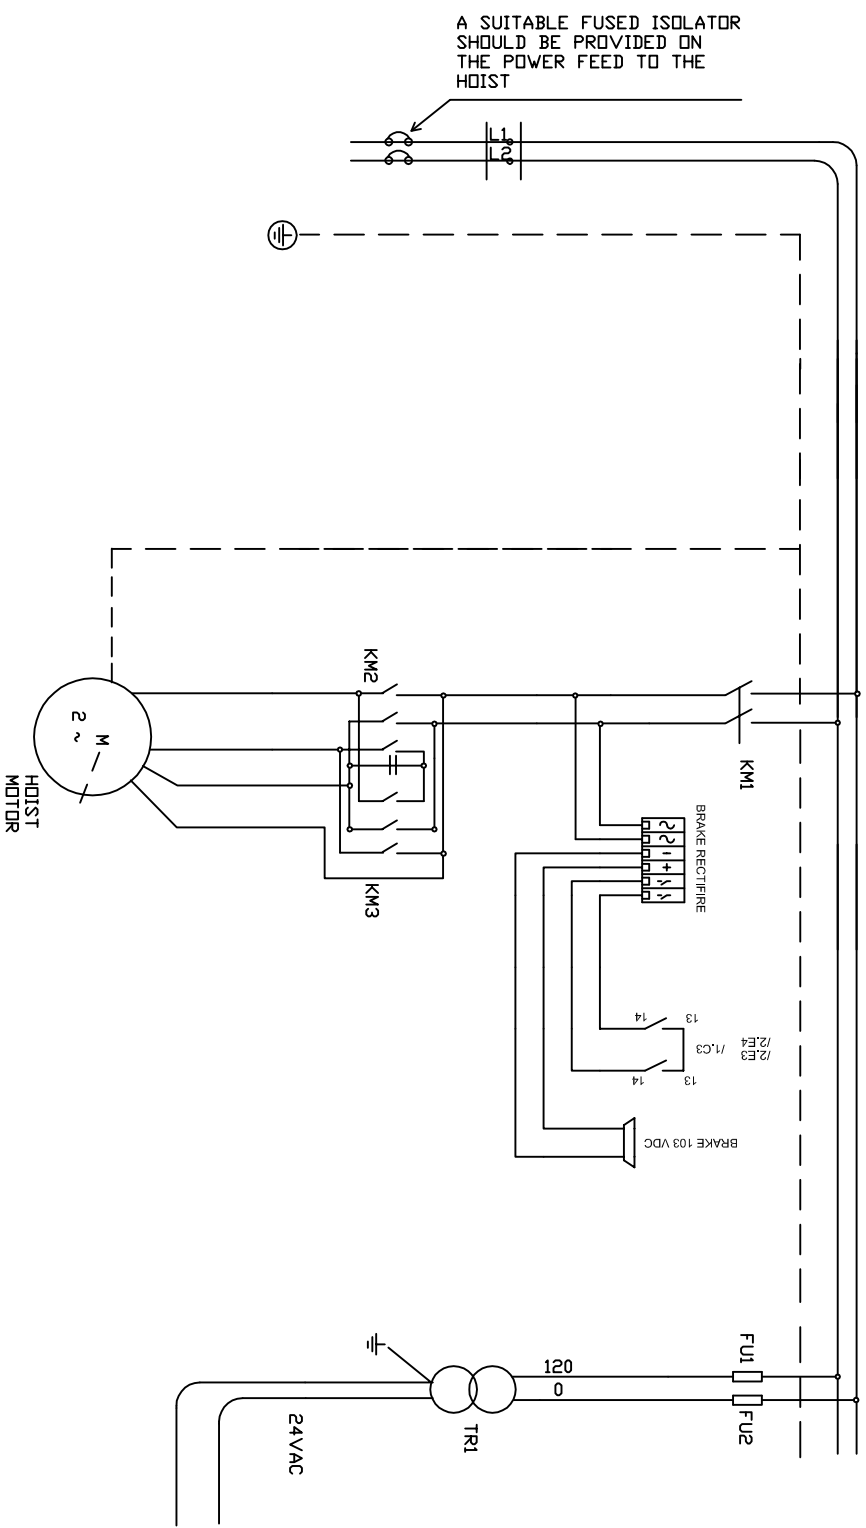 A SUITABLE FUSED ISOLATOR
SHOULD BE PROVIDED ON
THE POWER FEED TO THE
HOIST
L1
L2
KM2
KM1
2 ~
M
HOIST
MOTOR
KM3
BRAKE RECTIFIRE
- +
14
13
/1.C3
/2.E3
/2.E4
14
13
BRAKE 103 VDC
FU1
120
0
FU2
TR1
24VAC